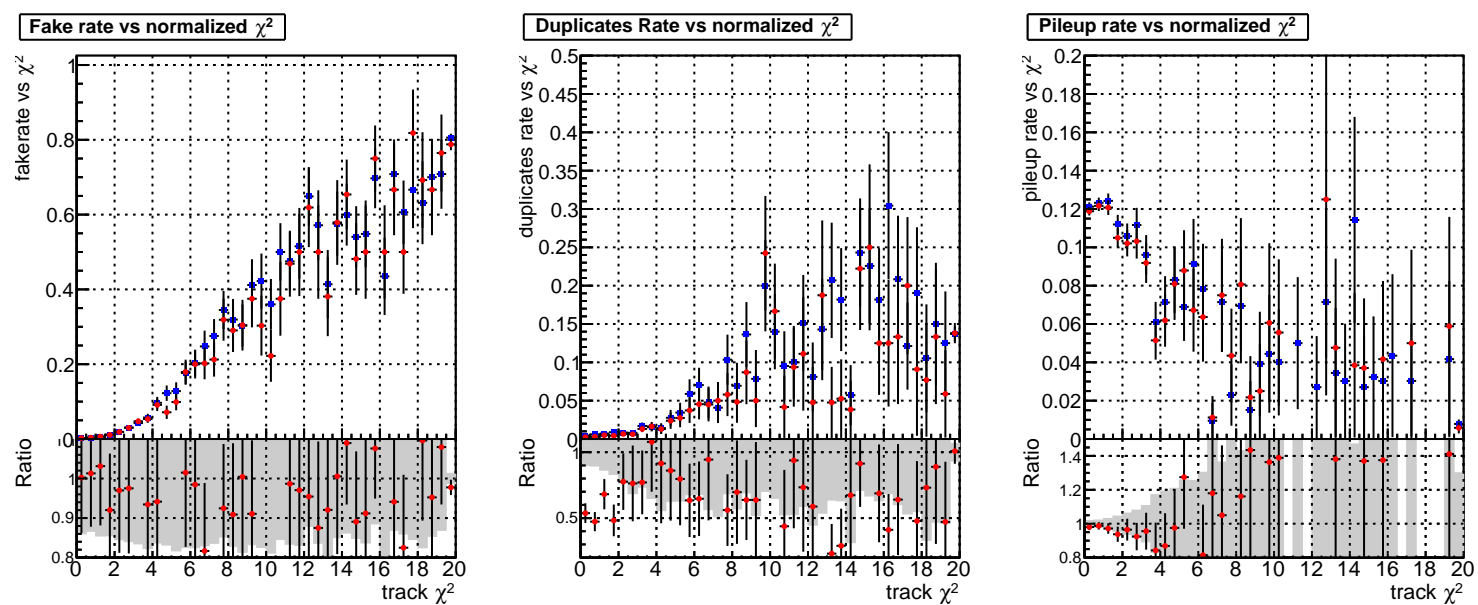 Fake rate vs normalized χ²
fakerate vs χ²
1
0.8
0.6
0.4
0.2
0
Ratio
1
0.9
0.8
0 2 4 6 8 10 12 14 16 18 20
track χ²
Duplicates Rate vs normalized χ²
duplicates rate vs χ²
0.5
0.45
0.4
0.35
0.3
0.25
0.2
0.15
0.1
0.05
0
Ratio
1
0.5
0 2 4 6 8 10 12 14 16 18 20
track χ²
Pileup rate vs normalized χ²
pileup rate vs χ²
0.2
0.18
0.16
0.14
0.12
0.1
0.08
0.06
0.04
0.02
0
Ratio
1.4
1.2
1
0.8
0 2 4 6 8 10 12 14 16 18 20
track χ²